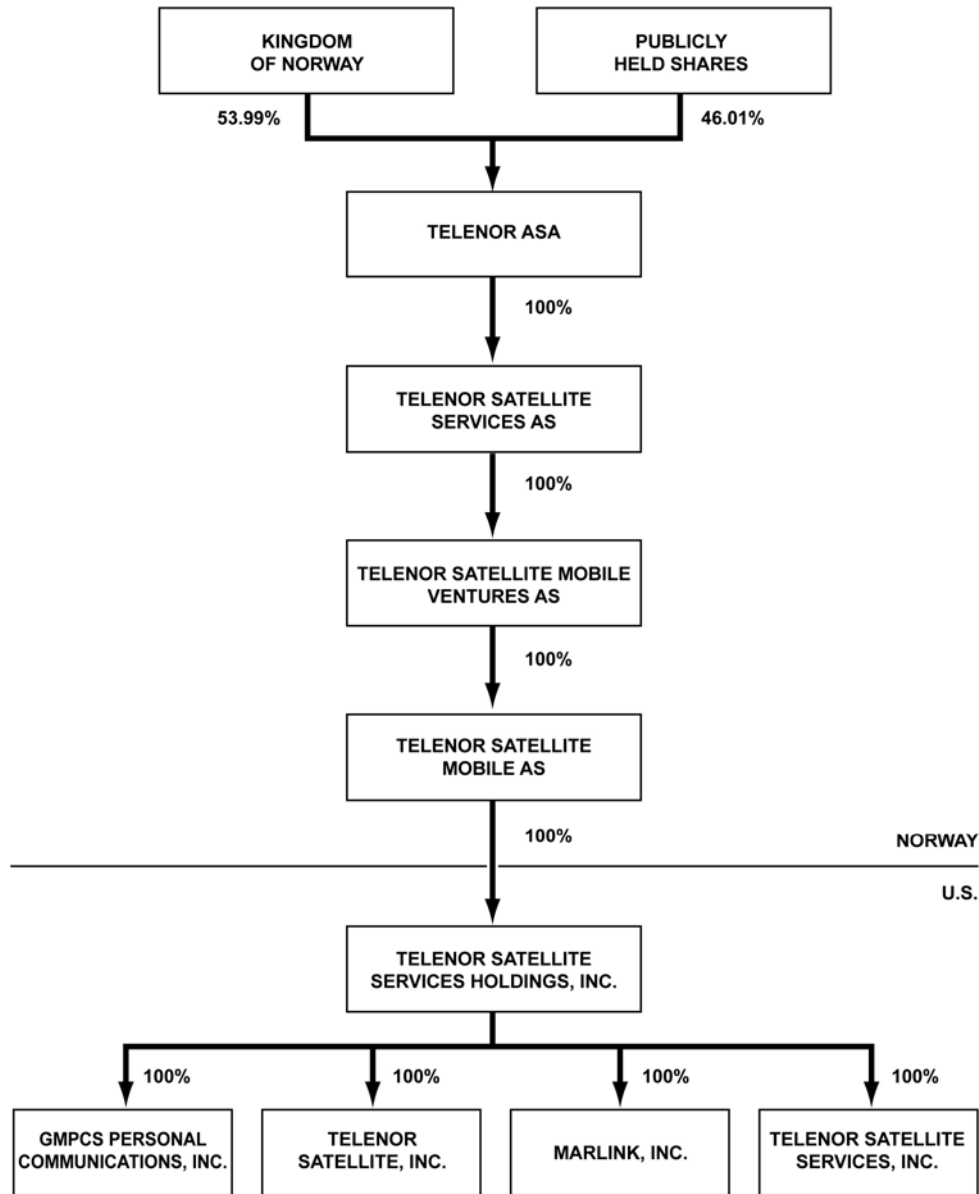 KINGDOM
OF NORWAY
PUBLICLY
HELD SHARES
53.99%
46.01%
TELENOR ASA
100%
TELENOR SATELLITE
SERVICES AS
100%
TELENOR SATELLITE MOBILE
VENTURES AS
100%
TELENOR SATELLITE
MOBILE AS
100%
NORWAY
U.S.
TELENOR SATELLITE
SERVICES HOLDINGS, INC.
100%
100%
100%
100%
GMPCS PERSONAL
COMMUNICATIONS, INC.
TELENOR
SATELLITE, INC.
MARLINK, INC.
TELENOR SATELLITE
SERVICES, INC.